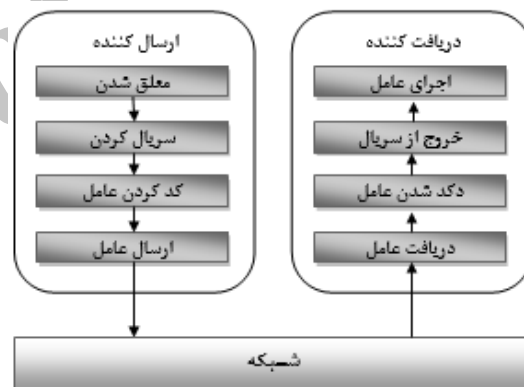 ارسال کننده
معلق شدن
سریال کردن
کد کردن عامل
ارسال عامل
دریافت کننده
اجرای عامل
خروج از سریال
دکد شدن عامل
دریافت عامل
شبکه